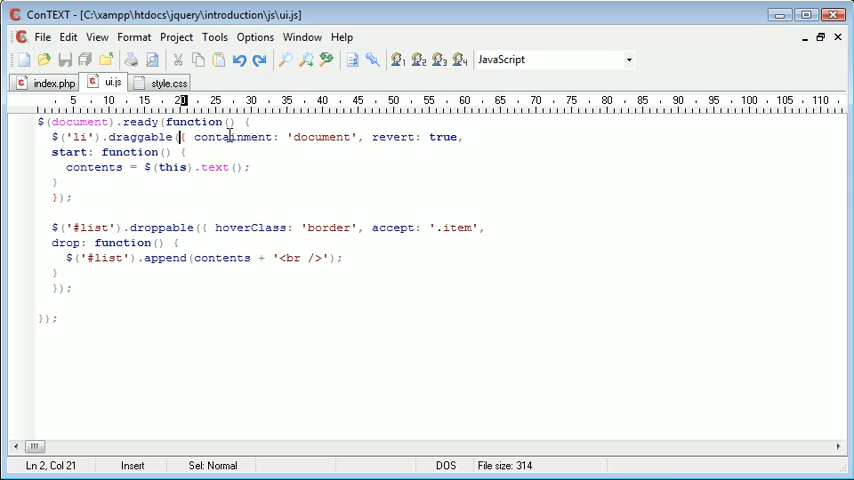 ConTEXT - [C:\xampp\htdocs\jquery\introduction\js\ui.js]
File Edit View Format Project Tools Options Window Help
1 2 3 4 JavaScript
index.php ui.js style.css
5 10 15 20 25 30 35 40 45 50 55 60 65 70 75 80 85 90 95 100 105 110
$(document).ready(function() {
$('li').draggable({ containment: 'document', revert: true,
start: function() {
contents = $(this).text();
}
});
$('#list').droppable({ hoverClass: 'border', accept: '.item',
drop: function() {
$('#list').append(contents + '<br />');
}
});
});
Ln 2, Col 21 Insert Sel: Normal DOS File size: 314